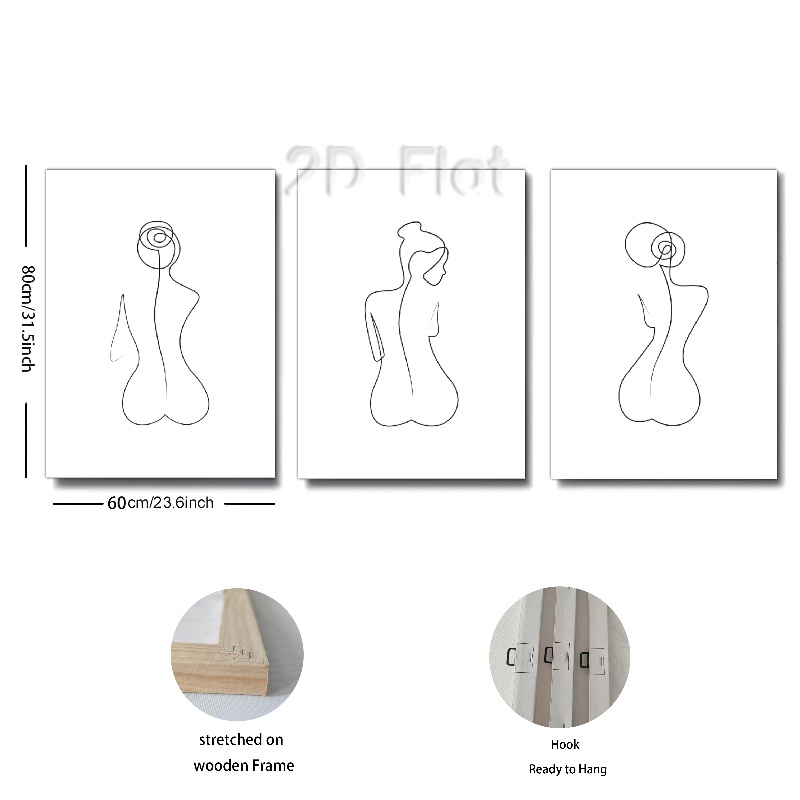 2D Flat
80cm/31.5inch
60cm/23.6inch
stretched on
wooden Frame
Hook
Ready to Hang